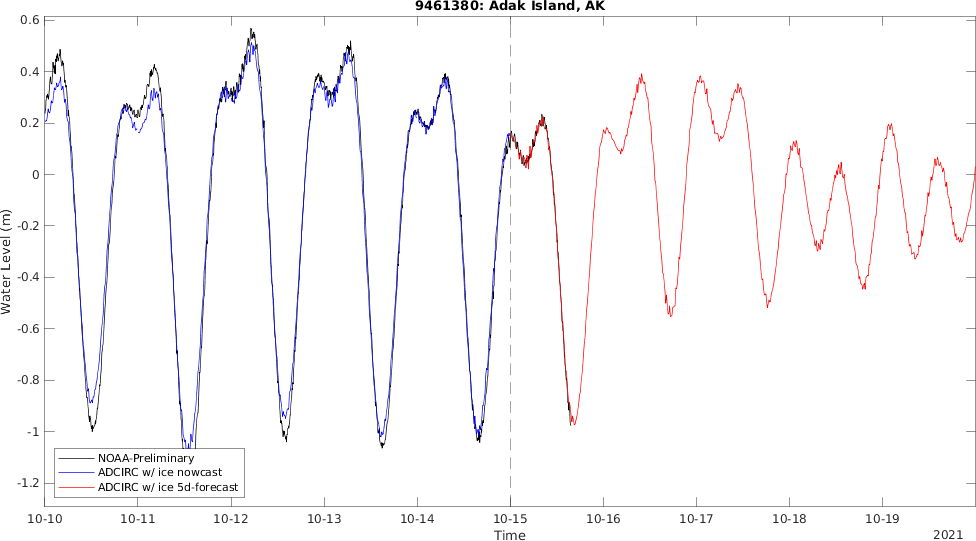 9461380: Adak Island, AK
0.6
0.4
0.2
0
-0.2
-0.4
-0.6
-0.8
-1
-1.2
Water Level (m)
NOAA-Preliminary
ADCIRC w/ ice nowcast
ADCIRC w/ ice 5d-forecast
10-10 10-11 10-12 10-13 10-14 10-15 10-16 10-17 10-18 10-19
Time
2021